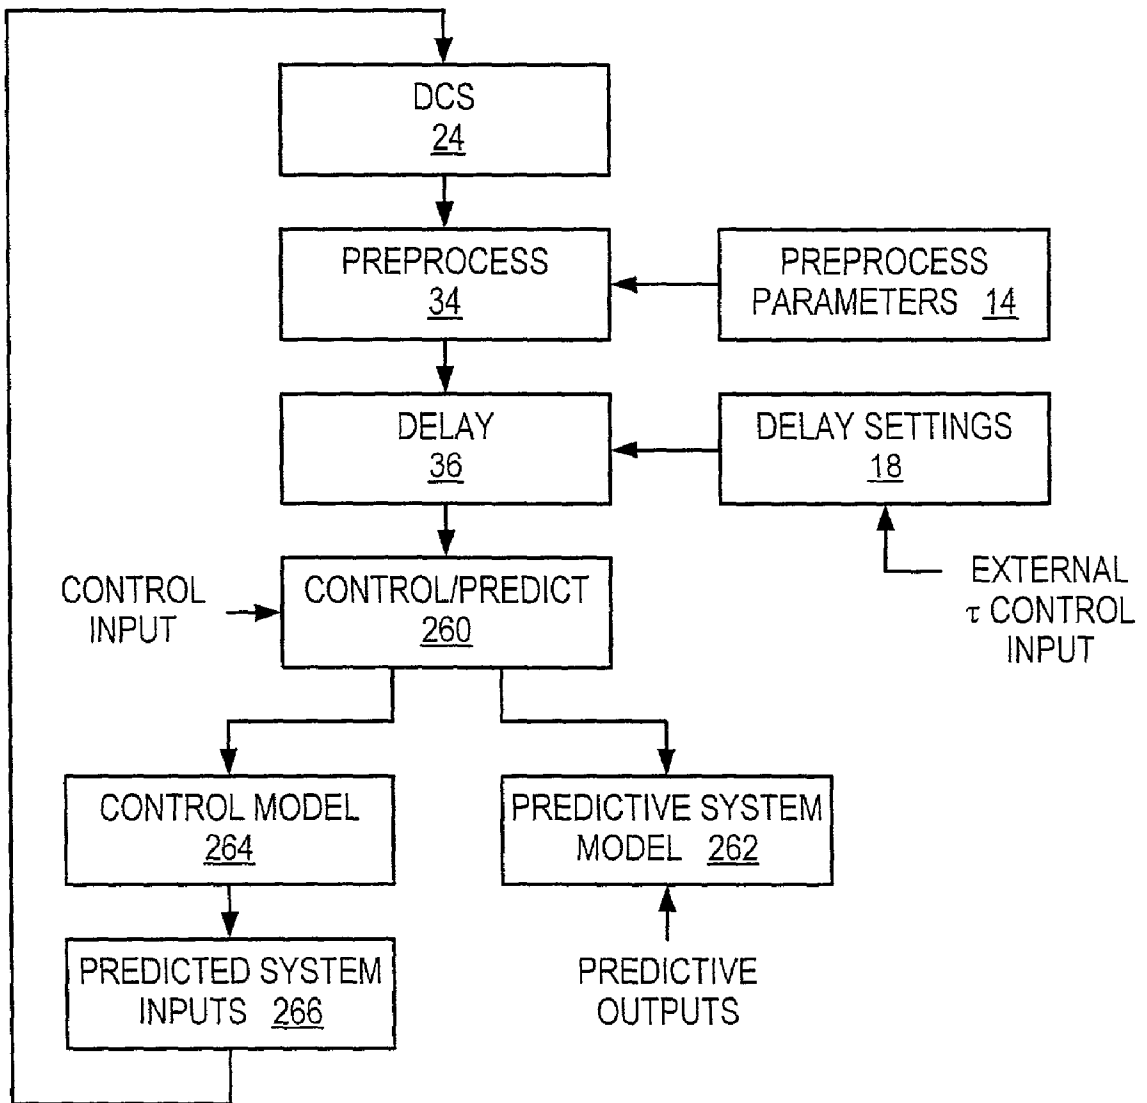 DCS
24
PREPROCESS
34
PREPROCESS
PARAMETERS 14
DELAY
36
DELAY SETTINGS
18
CONTROL
INPUT
CONTROL/PREDICT
260
EXTERNAL
τ CONTROL
INPUT
CONTROL MODEL
264
PREDICTIVE SYSTEM
MODEL 262
PREDICTED SYSTEM
INPUTS 266
PREDICTIVE
OUTPUTS